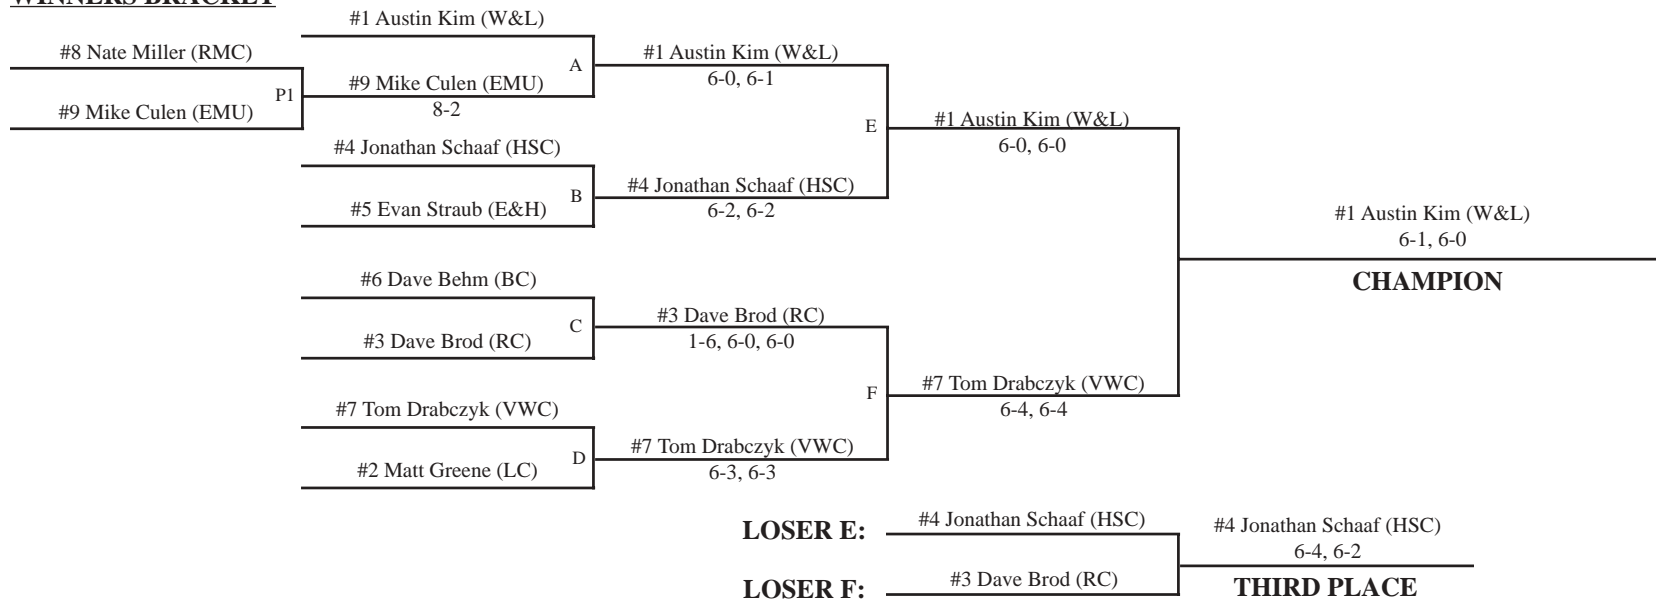 WINNERS BRACKET
#1 Austin Kim (W&L)
#8 Nate Miller (RMC)
P1
#9 Mike Culen (EMU)
#9 Mike Culen (EMU)
8-2
A
#1 Austin Kim (W&L)
6-0, 6-1
#4 Jonathan Schaaf (HSC)
#5 Evan Straub (E&H)
B
#4 Jonathan Schaaf (HSC)
6-2, 6-2
E
#1 Austin Kim (W&L)
6-0, 6-0
#6 Dave Behm (BC)
#3 Dave Brod (RC)
C
#3 Dave Brod (RC)
1-6, 6-0, 6-0
#7 Tom Drabczyk (VWC)
#2 Matt Greene (LC)
D
#7 Tom Drabczyk (VWC)
6-3, 6-3
F
#7 Tom Drabczyk (VWC)
6-4, 6-4
#1 Austin Kim (W&L)
6-1, 6-0
CHAMPION
LOSER E:
#4 Jonathan Schaaf (HSC)
LOSER F:
#3 Dave Brod (RC)
#4 Jonathan Schaaf (HSC)
6-4, 6-2
THIRD PLACE